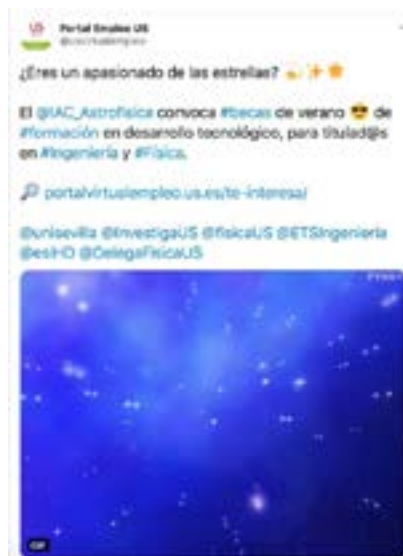 Portal Empleo US
¿Eres un apasionado de las estrellas? 💫✨🌟
El @IAC_Astrofisica convoca #becas de verano 😎 de
#formación en desarrollo tecnológico, para titulad@s
en #Ingeniería y #Física.
🔎 portalvirtualempleo.us.es/te-interesa/
@unisevilla @InvestigaUS @fisicaUS @ETSIngenieria
@esiHD @DelegaFisicaUS
GIF